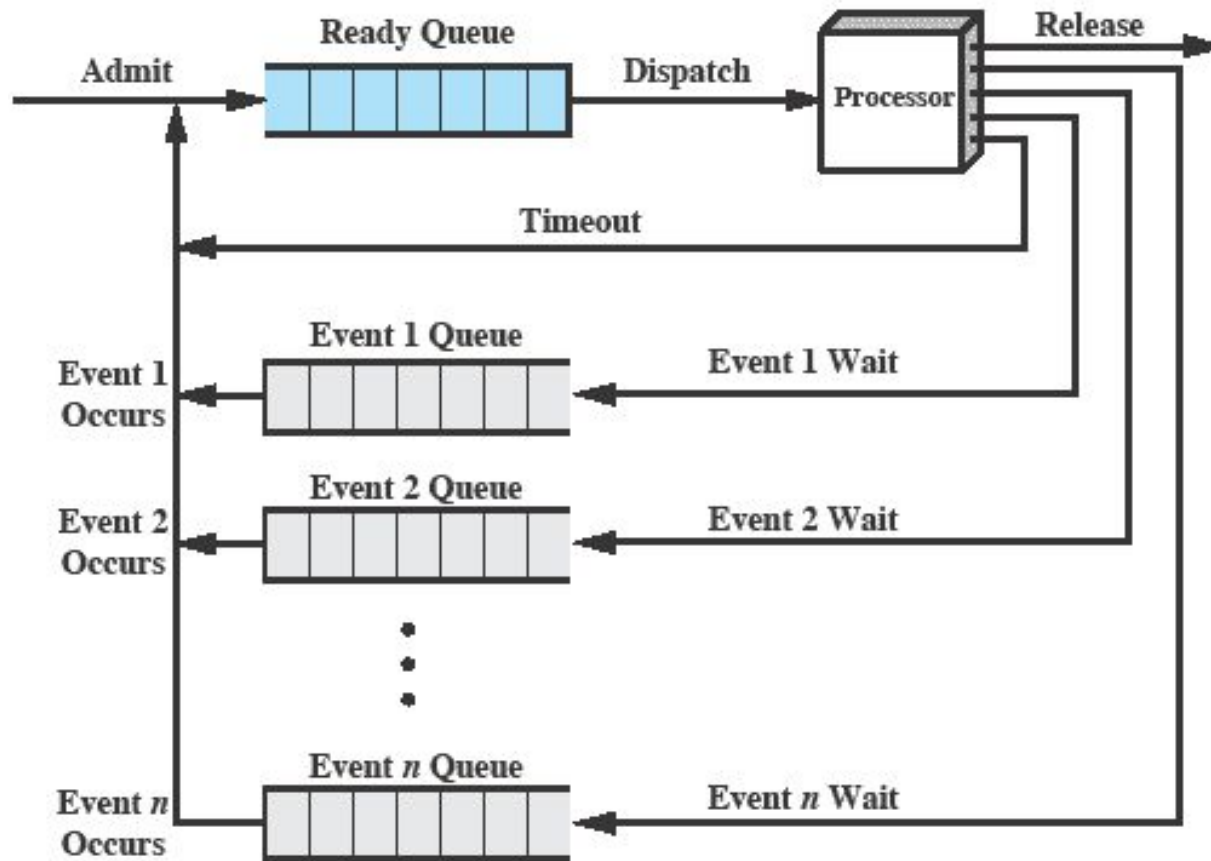 Ready Queue
Release
Admit
Dispatch
Processor
Timeout
Event 1 Queue
Event 1
Occurs
Event 1 Wait
Event 2 Queue
Event 2
Occurs
Event 2 Wait
Event n Queue
Event n
Occurs
Event n Wait